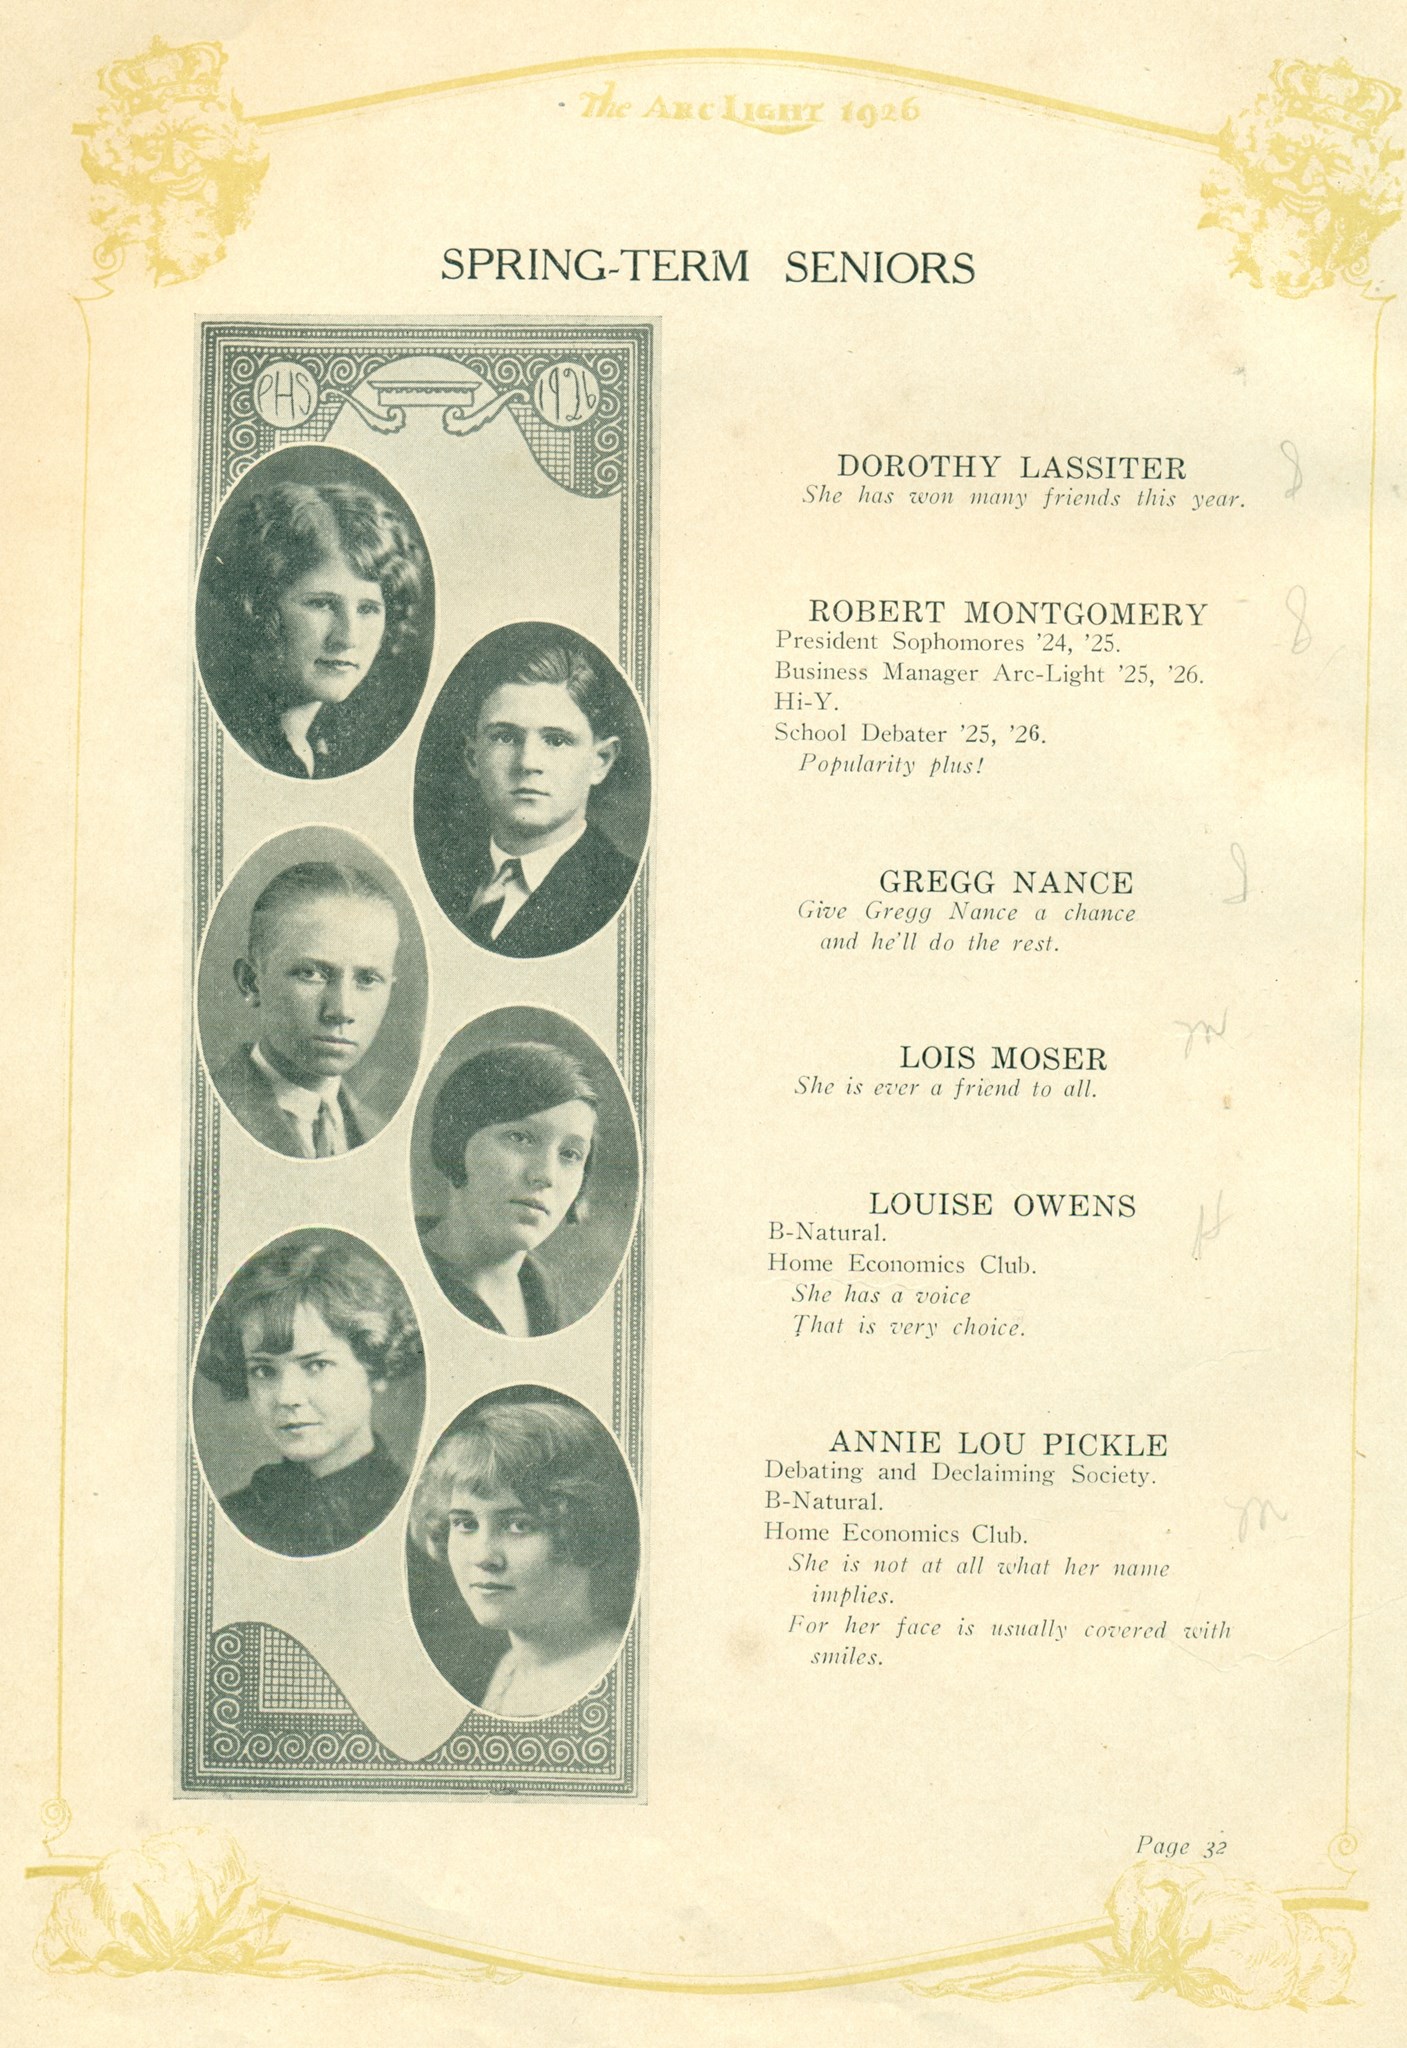 The ARC LIGHT 1926
SPRING-TERM SENIORS
PHS
1926
DOROTHY LASSITER
She has won many friends this year.
ROBERT MONTGOMERY
President Sophomores '24, '25.
Business Manager Arc-Light '25, '26.
Hi-Y.
School Debater '25, '26.
Popularity plus!
GREGG NANCE
Give Gregg Nance a chance
and he'll do the rest.
LOIS MOSER
She is ever a friend to all.
m
LOUISE OWENS
B-Natural.
Home Economics Club.
She has a voice
That is very choice.
ANNIE LOU PICKLE
Debating and Declaiming Society.
B-Natural.
Home Economics Club.
m
She is not at all what her name
implies.
For her face is usually covered with
smiles.
Page 32